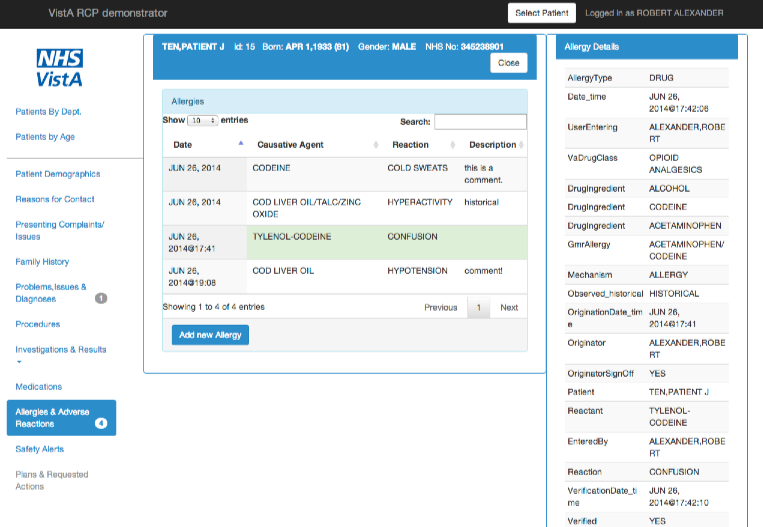 VistA RCP demonstrator
Select Patient
Logged in as ROBERT ALEXANDER
NHS
VistA
Patients By Dept.
Patients by Age
Patient Demographics
Reasons for Contact
Presenting Complaints/
Issues
Family History
Problems,Issues &
Diagnoses 1
Procedures
Investigations & Results
Medications
Allergies & Adverse
Reactions 4
Safety Alerts
Plans & Requested
Actions
TEN,PATIENT J id: 15 Born: APR 1,1933 (81) Gender: MALE NHS No: 345238901
Close
Allergies
Show 10 entries
Search:
Date Causative Agent Reaction Description
JUN 26, 2014 CODEINE COLD SWEATS this is a
comment.
JUN 26, 2014 COD LIVER OIL/TALC/ZINC HYPERACTIVITY historical
OXIDE
JUN 26, TYLENOL-CODEINE CONFUSION
2014@17:41
JUN 26, COD LIVER OIL HYPOTENSION comment!
2014@19:08
Showing 1 to 4 of 4 entries
Previous 1 Next
Add new Allergy
Allergy Details
AllergyType DRUG
Date_time JUN 26,
2014@17:42:06
UserEntering ALEXANDER,ROBE
RT
VaDrugClass OPIOID
ANALGESICS
DrugIngredient ALCOHOL
DrugIngredient CODEINE
DrugIngredient ACETAMINOPHEN
GmrAllergy ACETAMINOPHEN/
CODEINE
Mechanism ALLERGY
Observed_historical HISTORICAL
OriginationDate_tim JUN 26,
e 2014@17:41
Originator ALEXANDER,ROBE
RT
OriginatorSignOff YES
Patient TEN,PATIENT J
Reactant TYLENOL-
CODEINE
EnteredBy ALEXANDER,ROBE
RT
Reaction CONFUSION
VerificationDate_ti JUN 26,
me 2014@17:42:10
Verified YES